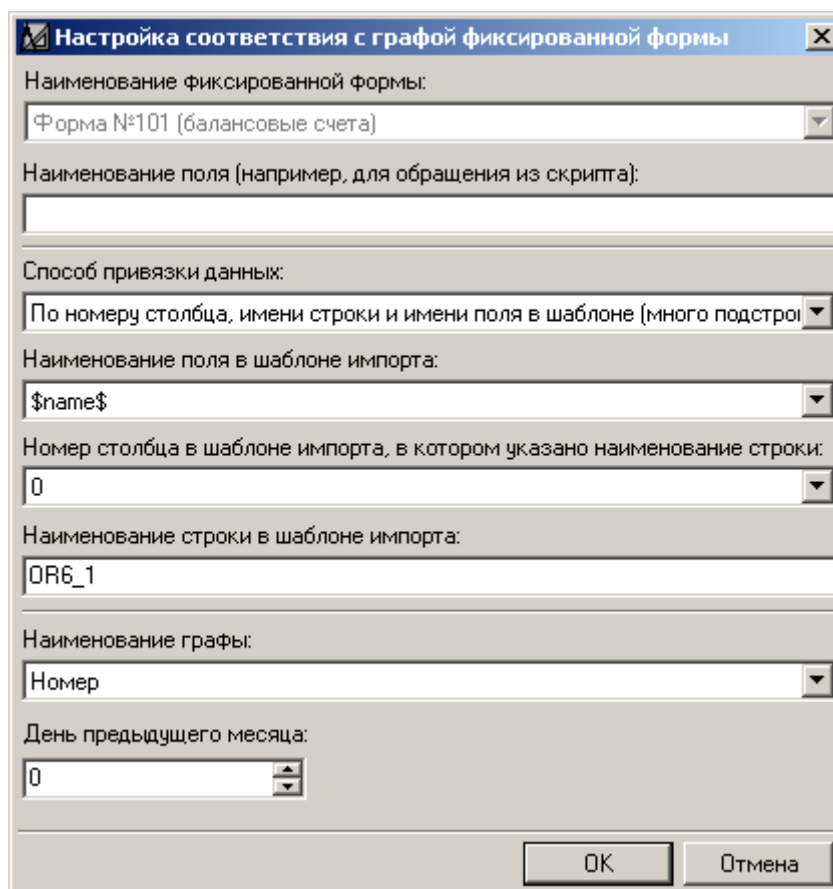 Настройка соответствия с графой фиксированной формы
Наименование фиксированной формы:
Форма №101 (балансовые счета)
Наименование поля (например, для обращения из скрипта):
Способ привязки данных:
По номеру столбца, имени строки и имени поля в шаблоне (много подстро
Наименование поля в шаблоне импорта:
$name$
Номер столбца в шаблоне импорта, в котором указано наименование строки:
0
Наименование строки в шаблоне импорта:
OR6_1
Наименование графы:
Номер
День предыдущего месяца:
0
OK Отмена